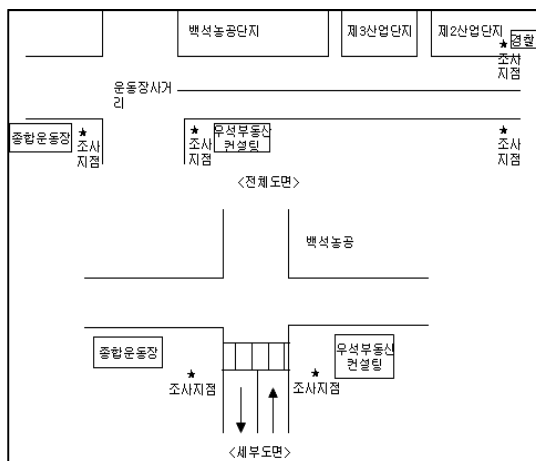 백석농공단지
제3산업단지
제2산업단지
★
경찰
조사
지점
운동장사거
리
종합운동장
★
조사
지점
★
조사
지점
우석부동산
컨설팅
★
조사
지점
<전체도면>
백석농공
종합운동장
★
조사지점
★
조사지점
우석부동산
컨설팅
<세부도면>